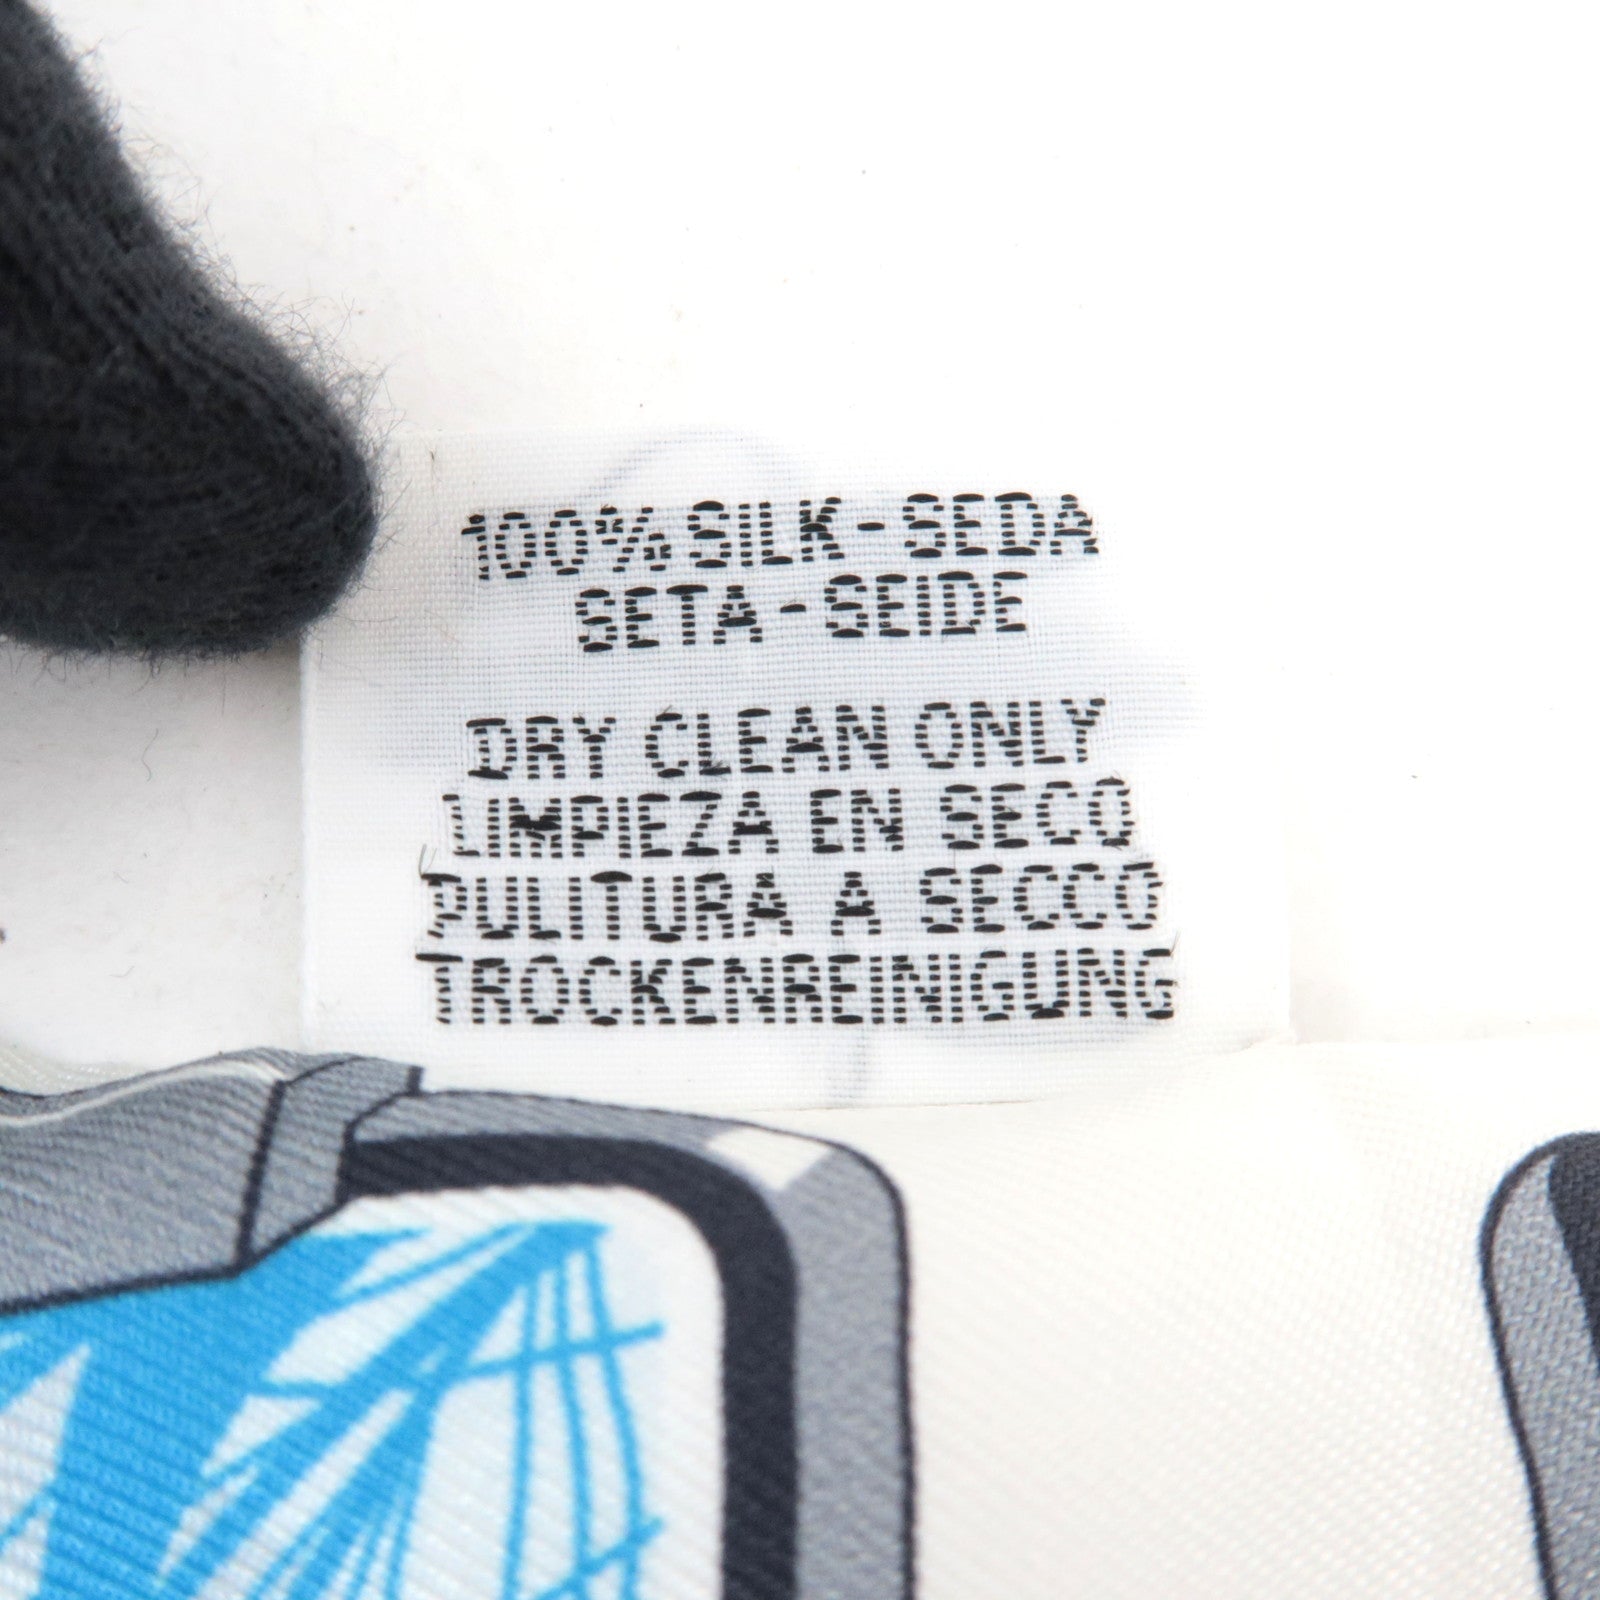 100% SILK - SEDA
SETA - SEIDE
DRY CLEAN ONLY
LIMPIEZA EN SECO
PULITURA A SECCO
TROCKENREINIGUNG